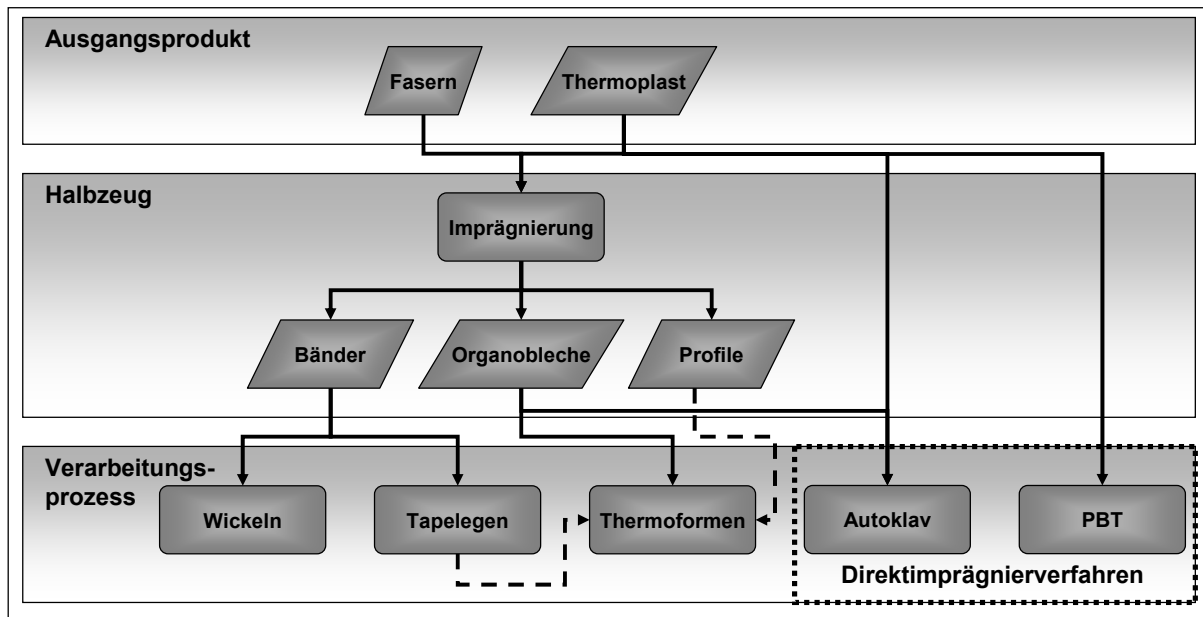 Ausgangsprodukt
Fasern
Thermoplast
Halbzeug
Imprägnierung
Bänder
Organobleche
Profile
Verarbeitungs-
prozess
Wickeln
Tapelegen
Thermoformen
Autoklav
PBT
Direktimprägnierverfahren